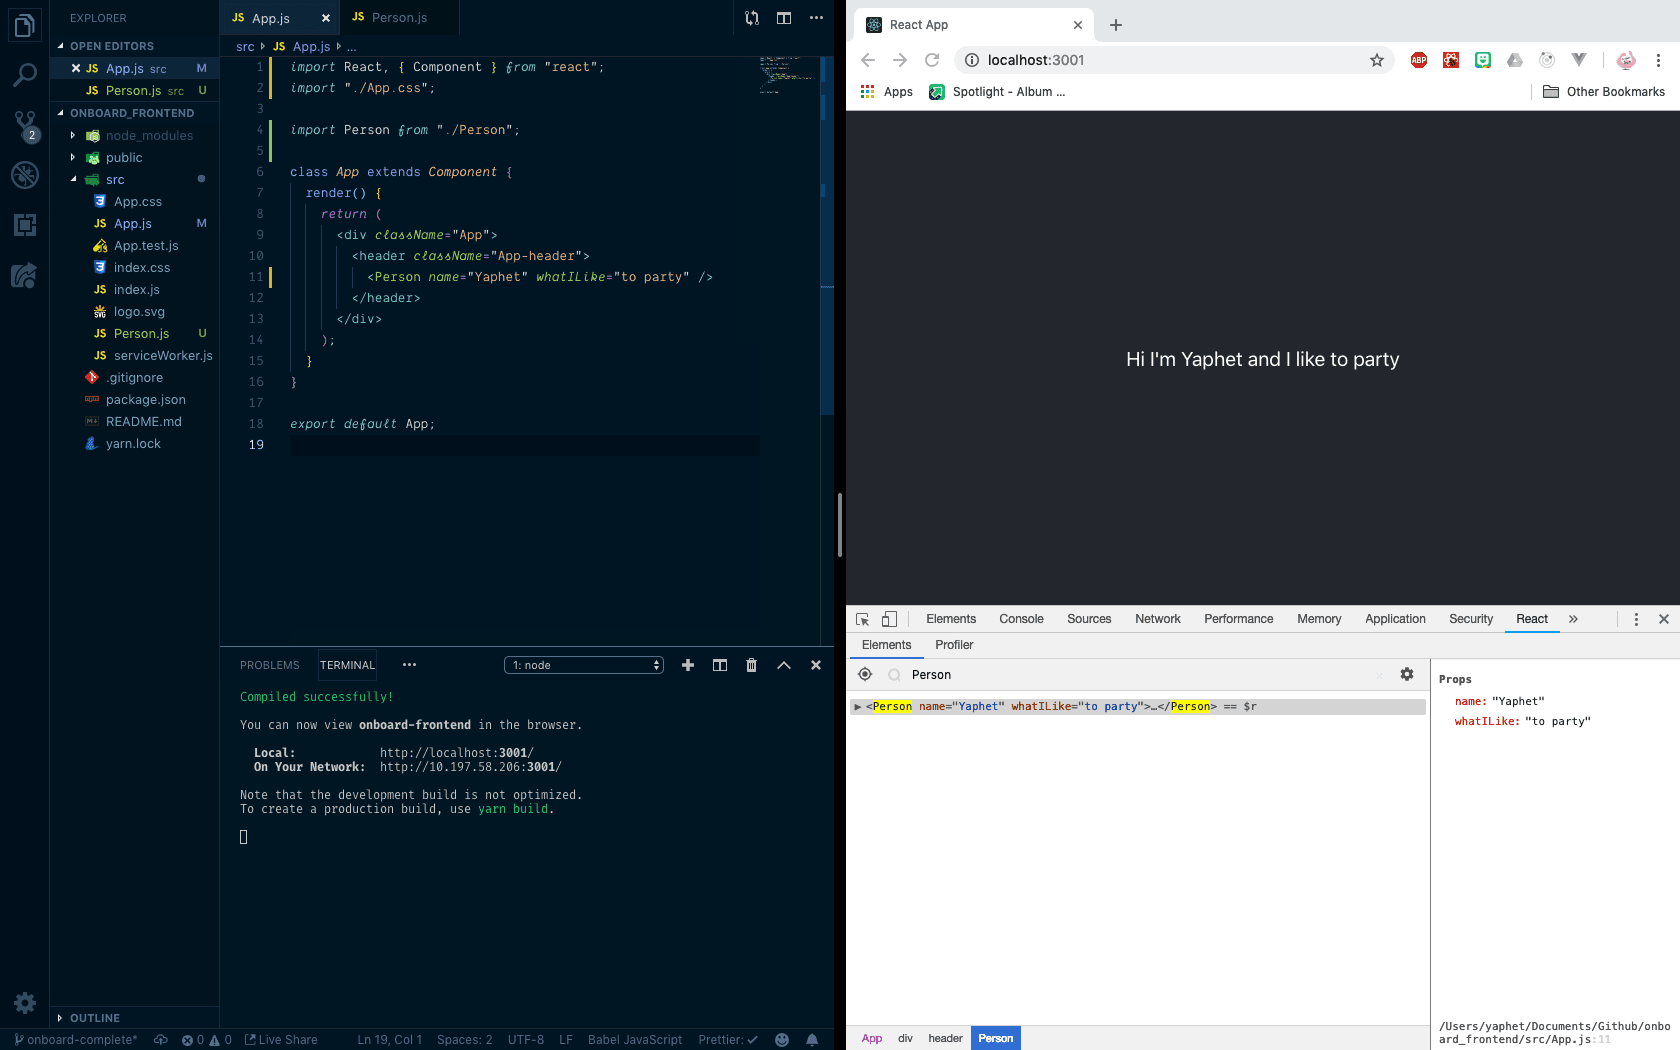 EXPLORER
OPEN EDITORS
JS App.js src M
JS Person.js src U
ONBOARD_FRONTEND
node_modules
public
src
App.css
JS App.js M
App.test.js
index.css
JS index.js
logo.svg
JS Person.js U
JS serviceWorker.js
.gitignore
package.json
README.md
yarn.lock
OUTLINE
2
JS App.js
JS Person.js
src JS App.js ...
1 import React, { Component } from "react";
2 import "./App.css";
3
4 import Person from "./Person";
5
6 class App extends Component {
7 render() {
8 return (
9 <div className="App">
10 <header className="App-header">
11 <Person name="Yaphet" whatILike="to party" />
12 </header>
13 </div>
14 );
15 }
16 }
17
18 export default App;
19
PROBLEMS TERMINAL 1: node
Compiled successfully!
You can now view onboard-frontend in the browser.
Local: http://localhost:3001/
On Your Network: http://10.197.58.206:3001/
Note that the development build is not optimized.
To create a production build, use yarn build.
onboard-complete* 0 0 Live Share Ln 19, Col 1 Spaces: 2 UTF-8 LF Babel JavaScript Prettier: ✓
React App
localhost:3001
ABP
Apps Spotlight - Album ... Other Bookmarks
Hi I'm Yaphet and I like to party
Elements Console Sources Network Performance Memory Application Security React »
Elements Profiler
Person
<Person name="Yaphet" whatILike="to party">…</Person> == $r
Props
name: "Yaphet"
whatILike: "to party"
App div header Person
/Users/yaphet/Documents/Github/onbo
ard_frontend/src/App.js:11